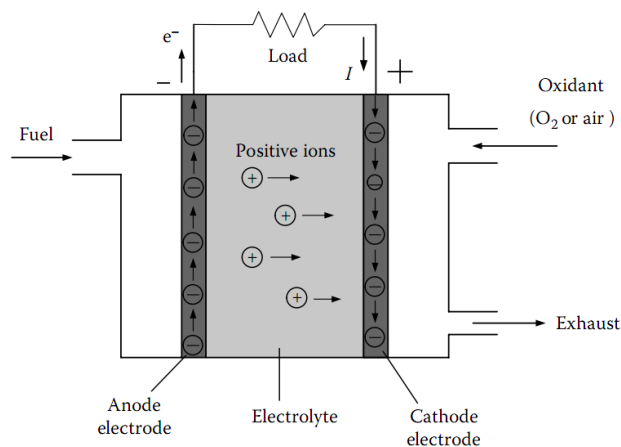 e⁻
Load
−
I
+
Oxidant
(O₂ or air )
Fuel
Positive ions
Exhaust
Anode
electrode
Electrolyte
Cathode
electrode